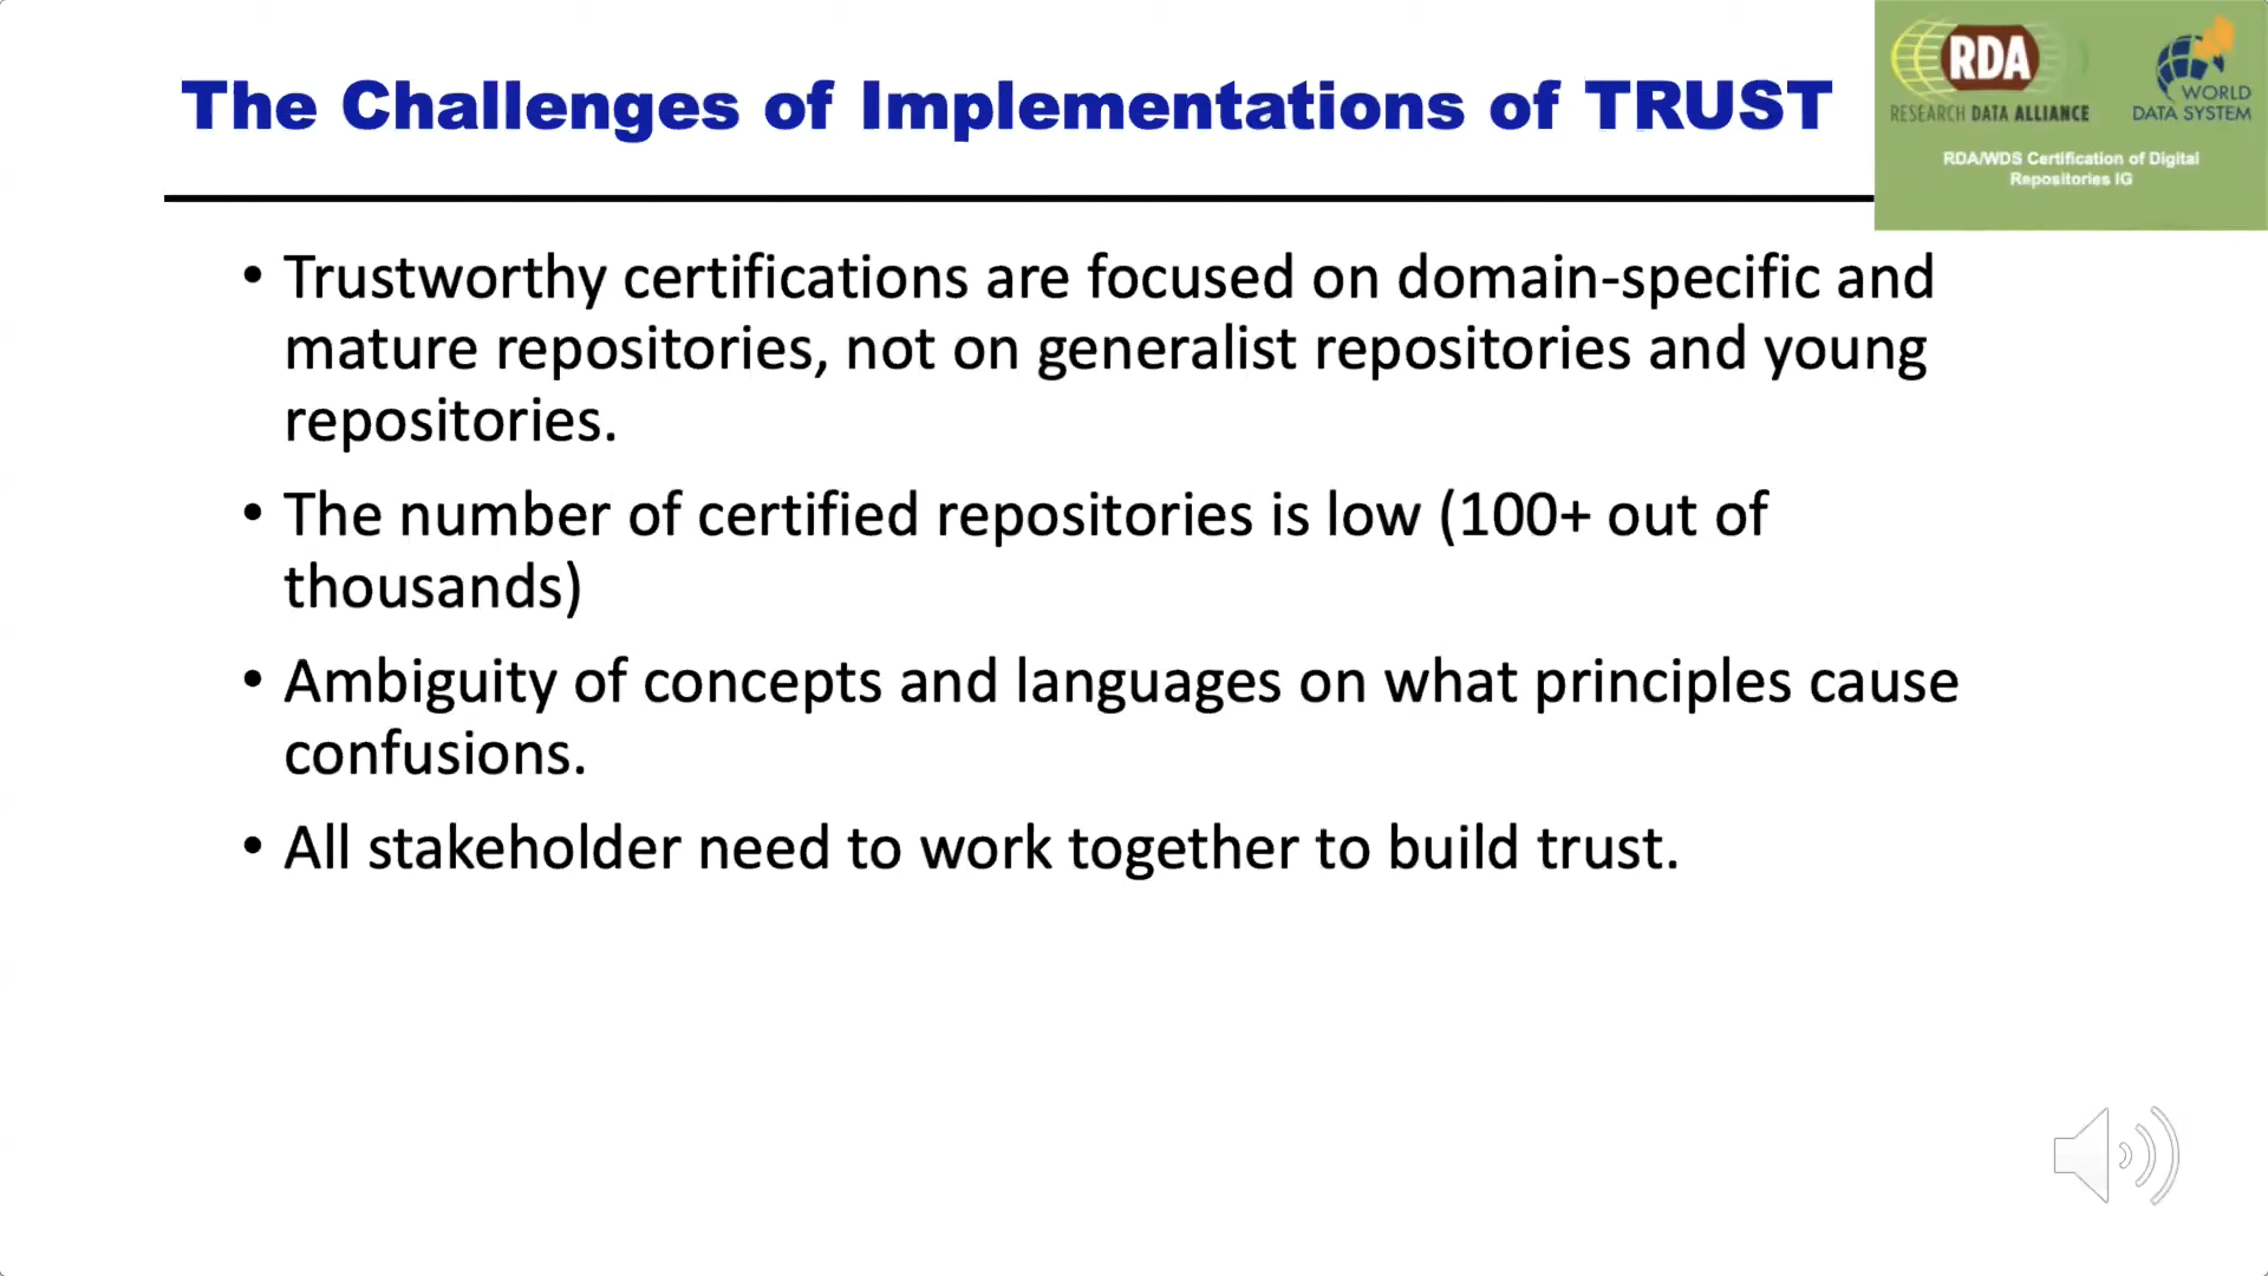 The Challenges of Implementations of TRUST
RDA
RESEARCH DATA ALLIANCE
WORLD
DATA SYSTEM
RDA/WDS Certification of Digital
Repositories IG
• Trustworthy certifications are focused on domain-specific and
mature repositories, not on generalist repositories and young
repositories.
• The number of certified repositories is low (100+ out of
thousands)
• Ambiguity of concepts and languages on what principles cause
confusions.
• All stakeholder need to work together to build trust.